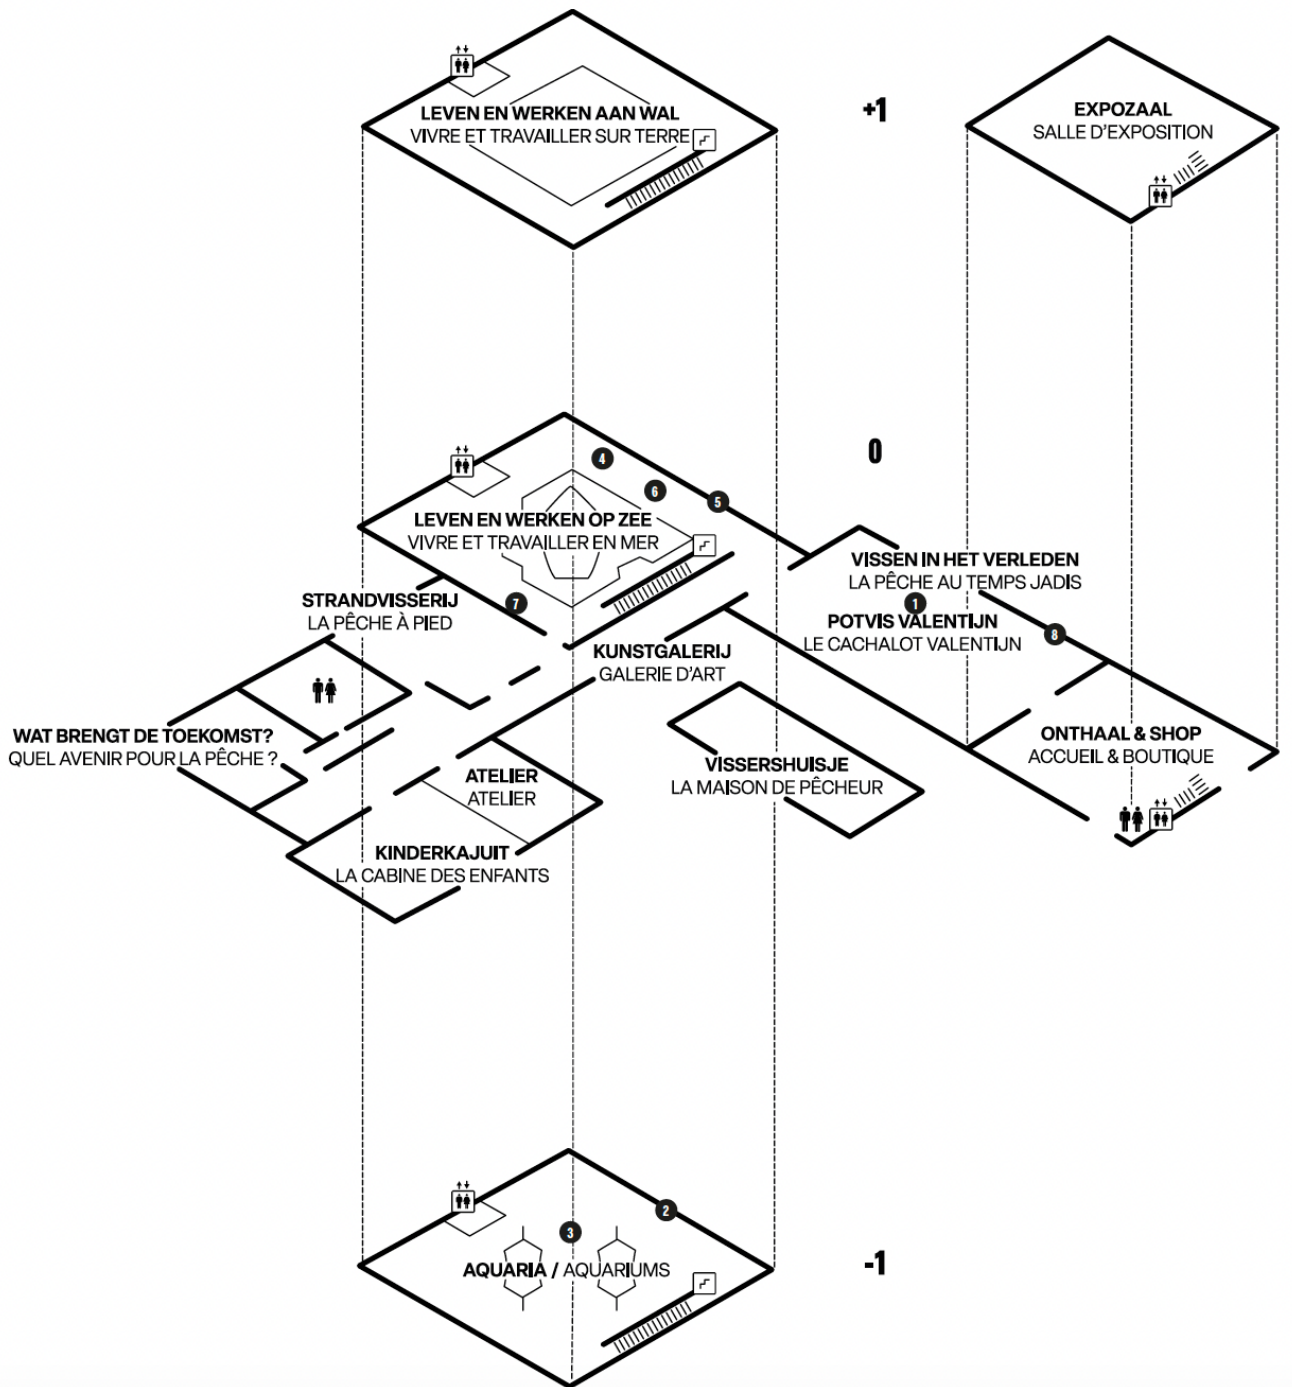 LEVEN EN WERKEN AAN WAL
VIVRE ET TRAVAILLER SUR TERRE
+1
EXPOZAAL
SALLE D'EXPOSITION
0
4
6
5
LEVEN EN WERKEN OP ZEE
VIVRE ET TRAVAILLER EN MER
VISSEN IN HET VERLEDEN
LA PÊCHE AU TEMPS JADIS
STRANDVISSERIJ
LA PÊCHE À PIED
7
1
POTVIS VALENTIJN
LE CACHALOT VALENTIJN
8
KUNSTGALERIJ
GALERIE D'ART
WAT BRENGT DE TOEKOMST?
QUEL AVENIR POUR LA PÊCHE ?
ONTHAAL & SHOP
ACCUEIL & BOUTIQUE
VISSERSHUISJE
LA MAISON DE PÊCHEUR
ATELIER
ATELIER
KINDERKAJUIT
LA CABINE DES ENFANTS
2
3
AQUARIA / AQUARIUMS
-1